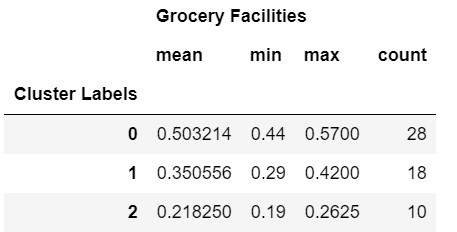 Grocery Facilities
mean min max count
Cluster Labels
0 0.503214 0.44 0.5700 28
1 0.350556 0.29 0.4200 18
2 0.218250 0.19 0.2625 10